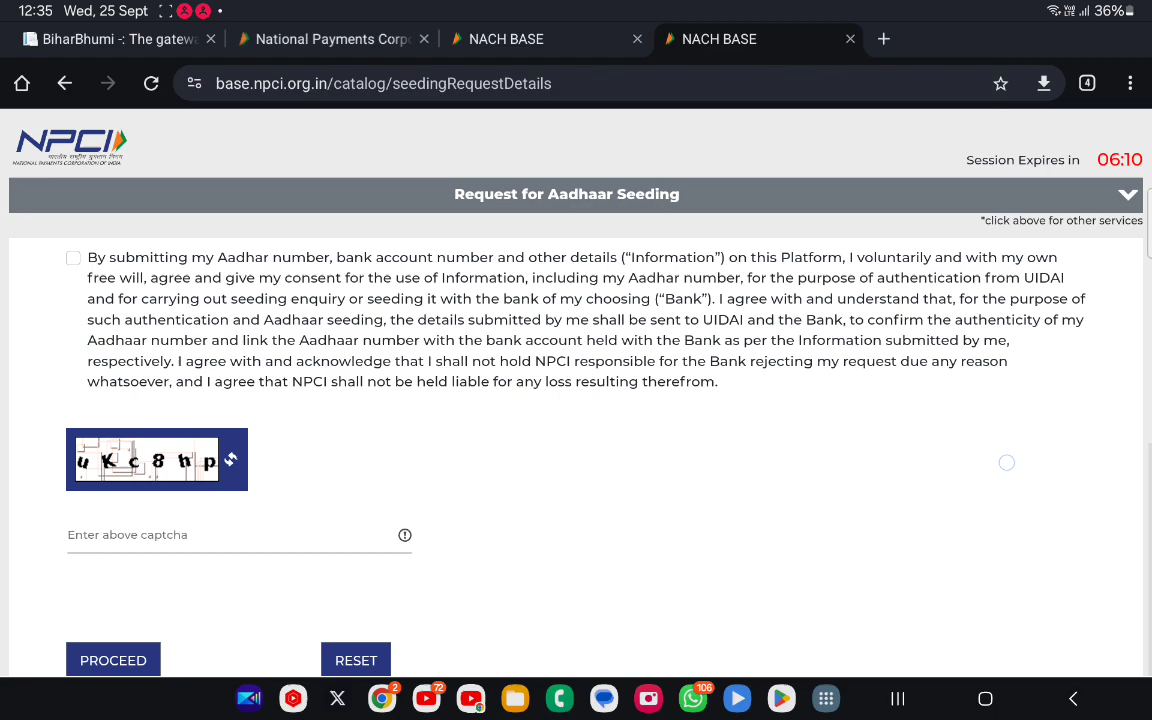 12:35 Wed, 25 Sept
Vo) LTE 36%
BiharBhumi -: The gatew
National Payments Corp
NACH BASE
NACH BASE
base.npci.org.in/catalog/seedingRequestDetails
4
NPCI
भारतीय राष्ट्रीय भुगतान निगम
NATIONAL PAYMENTS CORPORATION OF INDIA
Session Expires in 06:10
Request for Aadhaar Seeding
*click above for other services
By submitting my Aadhar number, bank account number and other details (“Information”) on this Platform, I voluntarily and with my own
free will, agree and give my consent for the use of Information, including my Aadhar number, for the purpose of authentication from UIDAI
and for carrying out seeding enquiry or seeding it with the bank of my choosing (“Bank”). I agree with and understand that, for the purpose of
such authentication and Aadhaar seeding, the details submitted by me shall be sent to UIDAI and the Bank, to confirm the authenticity of my
Aadhaar number and link the Aadhaar number with the bank account held with the Bank as per the Information submitted by me,
respectively. I agree with and acknowledge that I shall not hold NPCI responsible for the Bank rejecting my request due any reason
whatsoever, and I agree that NPCI shall not be held liable for any loss resulting therefrom.
u K c 8 h p
Enter above captcha
PROCEED
RESET
2
72
106